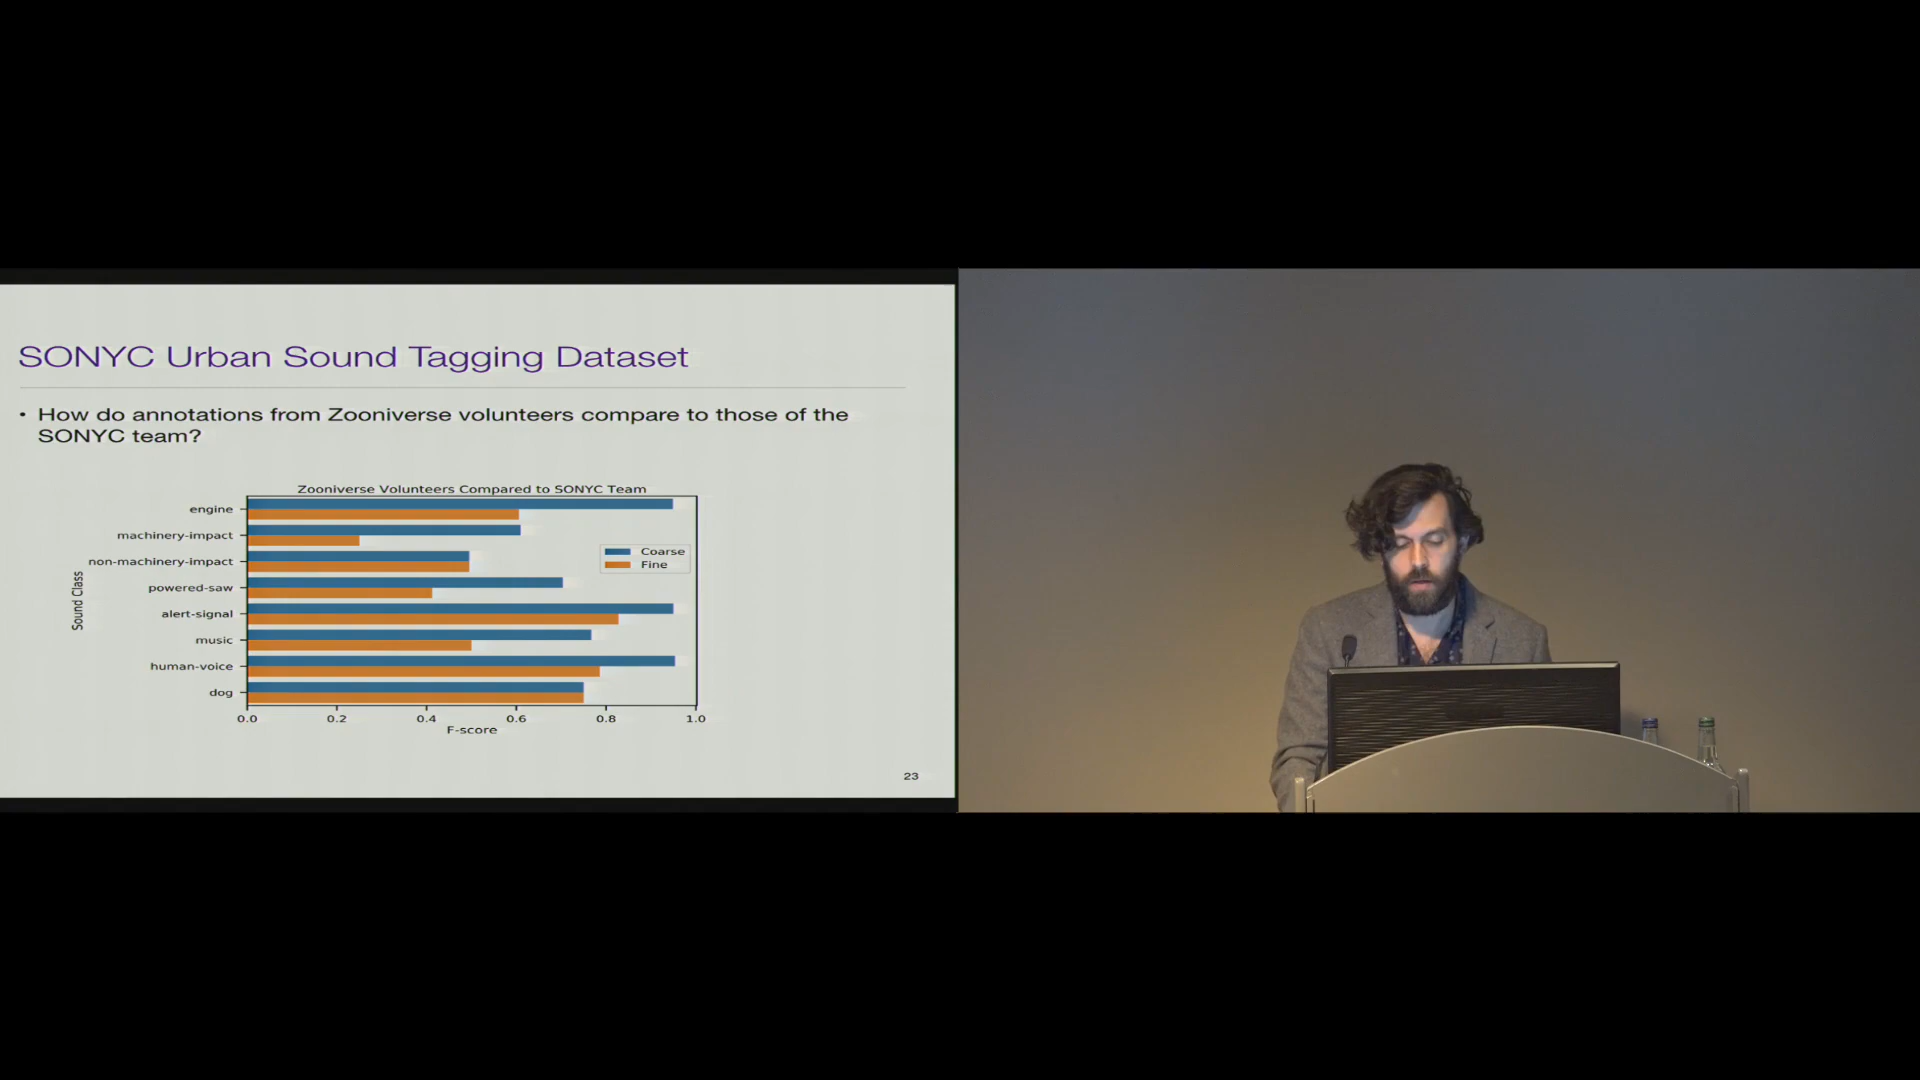 SONYC Urban Sound Tagging Dataset
• How do annotations from Zooniverse volunteers compare to those of the
SONYC team?
Zooniverse Volunteers Compared to SONYC Team
engine
machinery-impact
non-machinery-impact
powered-saw
alert-signal
music
human-voice
dog
Sound Class
Coarse
Fine
0.0 0.2 0.4 0.6 0.8 1.0
F-score
23